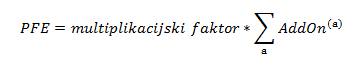 PFE = multiplikacijski faktor * ∑ₐ AddOn⁽ᵃ⁾